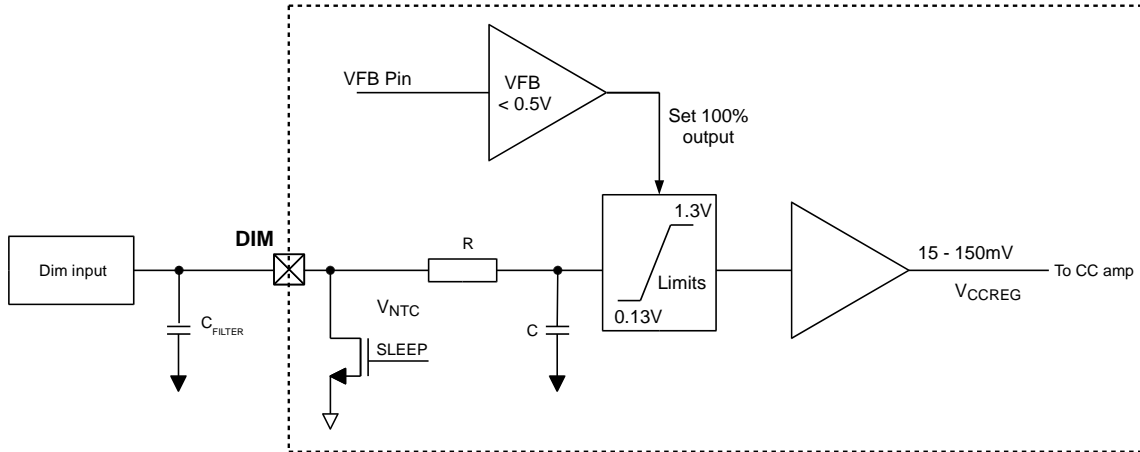 VFB Pin
VFB
< 0.5V
Set 100%
output
1.3V
Limits
0.13V
DIM
Dim input
R
15 - 150mV
To CC amp
VCCREG
VNTC
CFILTER
C
SLEEP